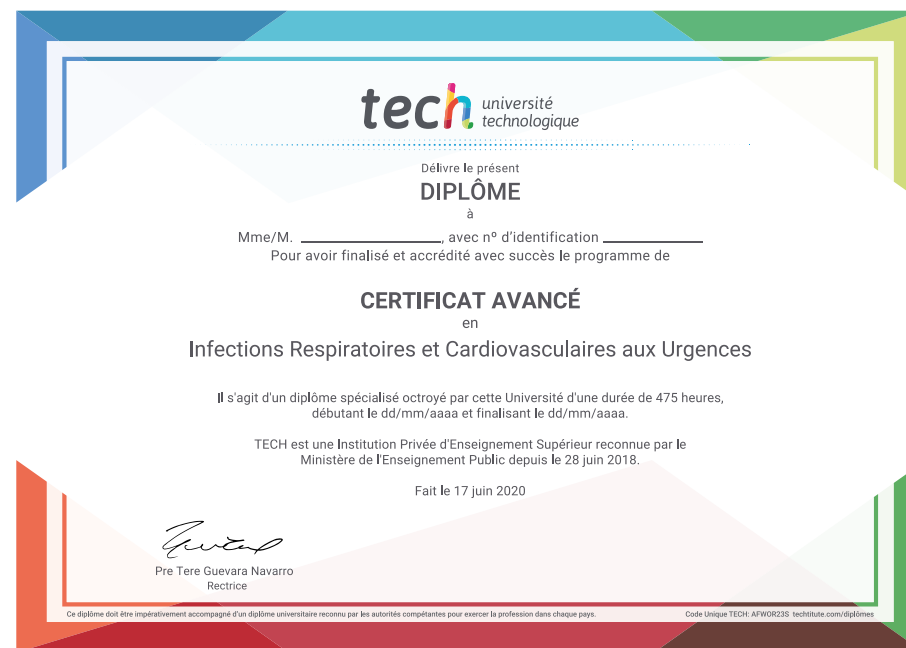 tech université
technologique
Délivre le présent
DIPLÔME
à
Mme/M. ____________________, avec nº d'identification ______________
Pour avoir finalisé et accrédité avec succès le programme de
CERTIFICAT AVANCÉ
en
Infections Respiratoires et Cardiovasculaires aux Urgences
Il s'agit d'un diplôme spécialisé octroyé par cette Université d'une durée de 475 heures,
débutant le dd/mm/aaaa et finalisant le dd/mm/aaaa.
TECH est une Institution Privée d'Enseignement Supérieur reconnue par le
Ministère de l'Enseignement Public depuis le 28 juin 2018.
Fait le 17 juin 2020
Pre Tere Guevara Navarro
Rectrice
Ce diplôme doit être impérativement accompagné d'un diplôme universitaire reconnu par les autorités compétentes pour exercer la profession dans chaque pays.
Code Unique TECH: AFWOR23S techtitute.com/diplômes